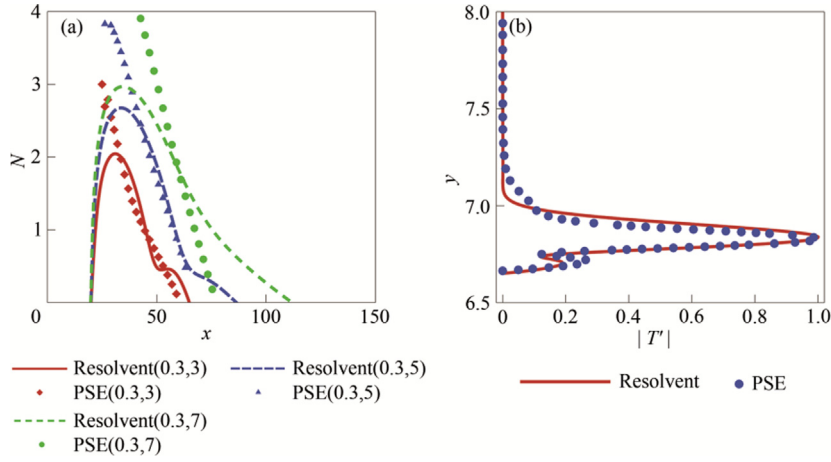 (a)
4
3
2
1
0
50
100
150
N
x
(b)
8.0
7.5
7.0
6.5
0
0.2
0.4
0.6
0.8
1.0
y
| T′ |
Resolvent(0.3,3)
Resolvent(0.3,5)
PSE(0.3,3)
PSE(0.3,5)
Resolvent(0.3,7)
PSE(0.3,7)
Resolvent
PSE